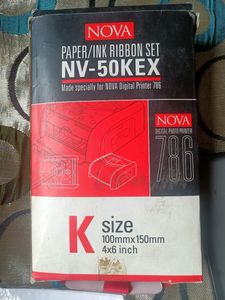 NOVA
PAPER/INK RIBBON SET
NV-50KEX
Made specially for NOVA Digital Printer 786
NOVA
DIGITAL PHOTO PRINTER
786
K size
100mmx150mm
4x6 inch